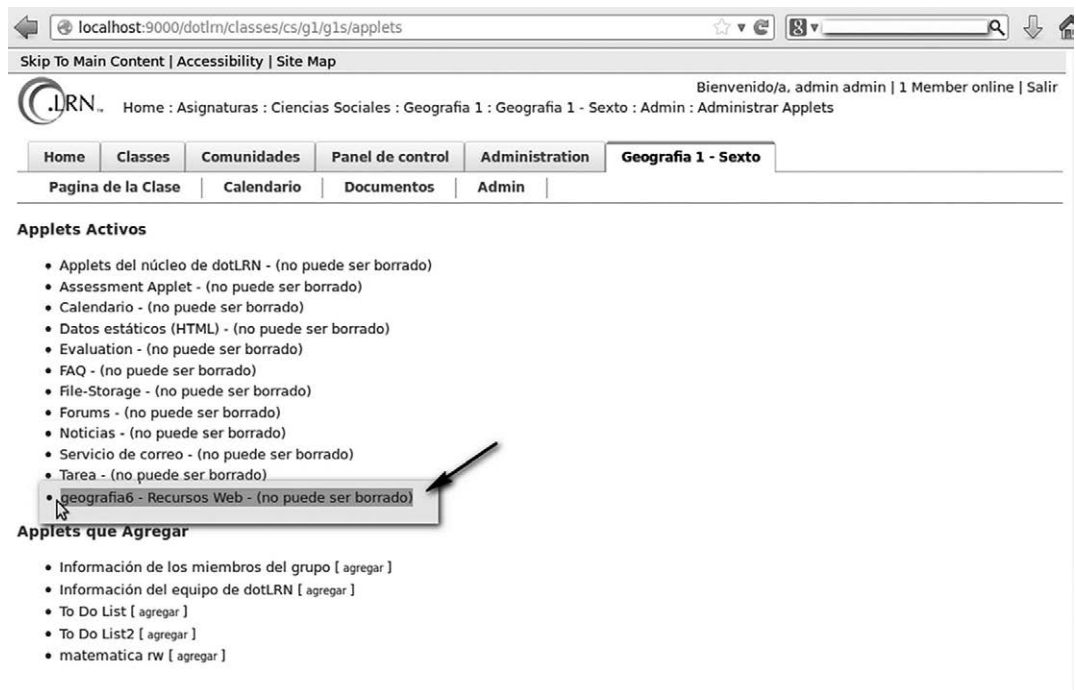 localhost:9000/dotlrn/classes/cs/g1/g1s/applets
Skip To Main Content | Accessibility | Site Map
Bienvenido/a, admin admin | 1 Member online | Salir
.LRN™ Home : Asignaturas : Ciencias Sociales : Geografia 1 : Geografia 1 - Sexto : Admin : Administrar Applets
Home Classes Comunidades Panel de control Administration Geografia 1 - Sexto
Pagina de la Clase | Calendario | Documentos | Admin |
Applets Activos
• Applets del núcleo de dotLRN - (no puede ser borrado)
• Assessment Applet - (no puede ser borrado)
• Calendario - (no puede ser borrado)
• Datos estáticos (HTML) - (no puede ser borrado)
• Evaluation - (no puede ser borrado)
• FAQ - (no puede ser borrado)
• File-Storage - (no puede ser borrado)
• Forums - (no puede ser borrado)
• Noticias - (no puede ser borrado)
• Servicio de correo - (no puede ser borrado)
• Tarea - (no puede ser borrado)
• geografia6 - Recursos Web - (no puede ser borrado)
Applets que Agregar
• Información de los miembros del grupo [ agregar ]
• Información del equipo de dotLRN [ agregar ]
• To Do List [ agregar ]
• To Do List2 [ agregar ]
• matematica rw [ agregar ]